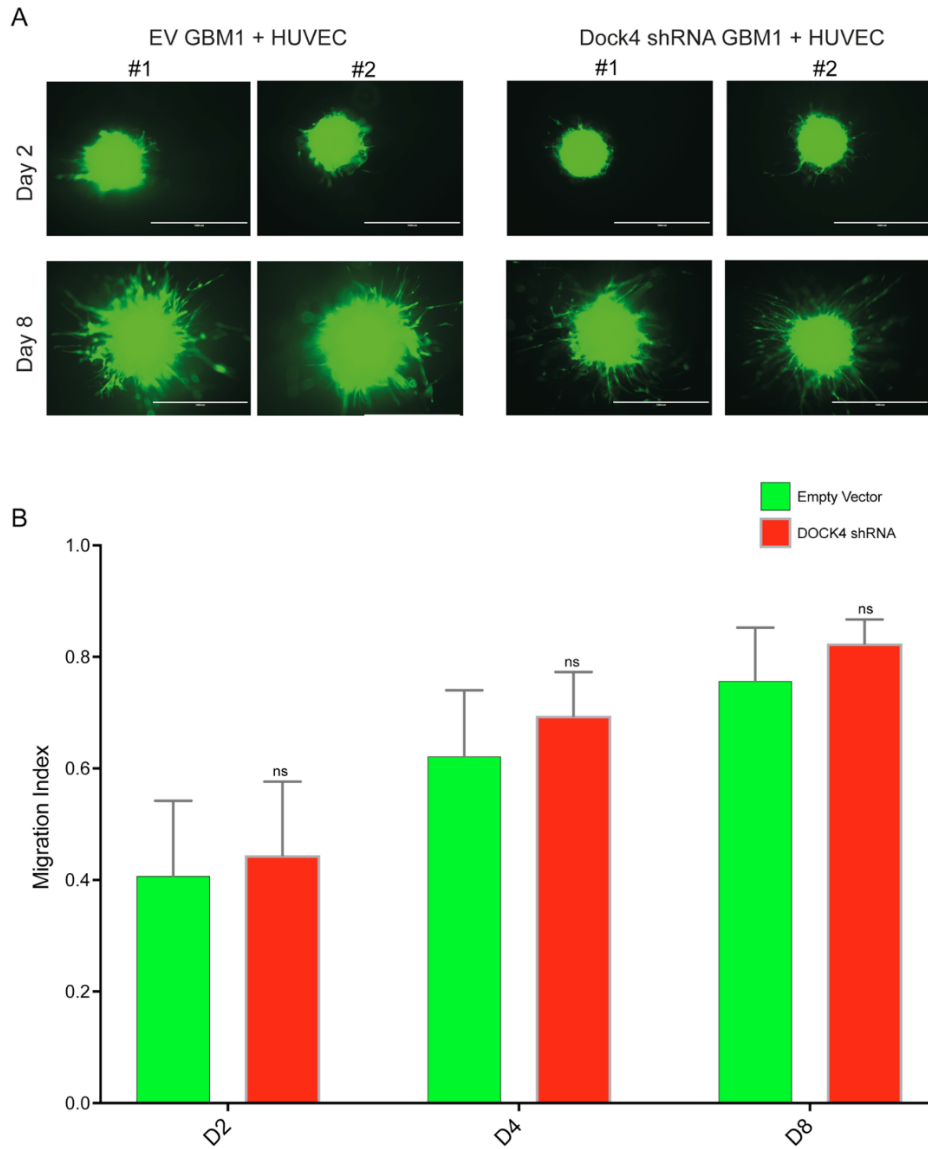 A
EV GBM1 + HUVEC
Dock4 shRNA GBM1 + HUVEC
#1
#2
#1
#2
Day 2
Day 8
B
Empty Vector
DOCK4 shRNA
Migration Index
1.0
0.8
0.6
0.4
0.2
0.0
ns
ns
ns
D2
D4
D8